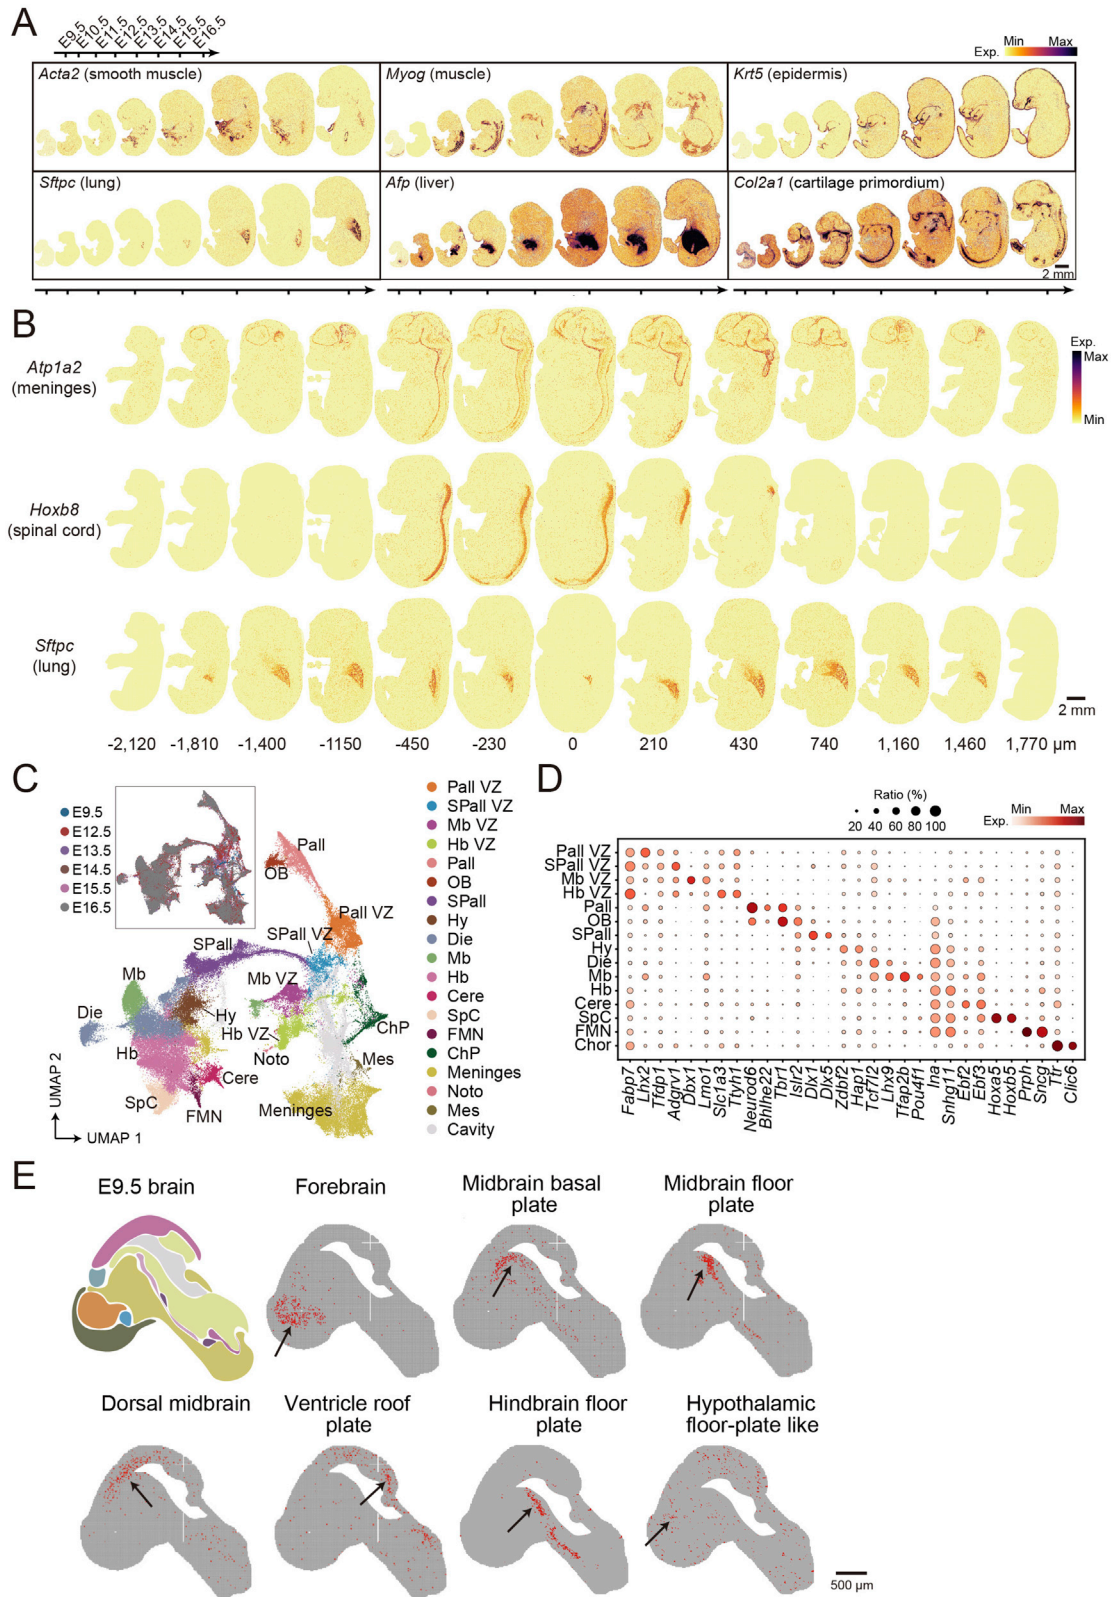 A
E9.5
E10.5
E11.5
E12.5
E13.5
E14.5
E15.5
E16.5
Min Max
Exp.
Acta2 (smooth muscle)
Myog (muscle)
Krt5 (epidermis)
Sftpc (lung)
Afp (liver)
Col2a1 (cartilage primordium)
2 mm
B
Atp1a2
(meninges)
Exp.
Max
Min
Hoxb8
(spinal cord)
Sftpc
(lung)
2 mm
-2,120 -1,810 -1,400 -1150 -450 -230 0 210 430 740 1,160 1,460 1,770 µm
C
E9.5
E12.5
E13.5
E14.5
E15.5
E16.5
Pall
OB
Pall VZ
SPall VZ
SPall
Mb VZ
Mb
Die
Hy
Hb VZ
ChP
Hb
Noto
Mes
Cere
SpC
FMN
Meninges
UMAP 2
UMAP 1
Pall VZ
SPall VZ
Mb VZ
Hb VZ
Pall
OB
SPall
Hy
Die
Mb
Hb
Cere
SpC
FMN
ChP
Meninges
Noto
Mes
Cavity
D
Ratio (%)
20 40 60 80 100
Min Max
Exp.
Pall VZ
SPall VZ
Mb VZ
Hb VZ
Pall
OB
SPall
Hy
Die
Mb
Hb
Cere
SpC
FMN
Chor
Fabp7
Lhx2
Tfdp1
Adgrv1
Dbx1
Lmo1
Slc1a3
Ttyh1
Neurod6
Bhlhe22
Tbr1
Islr2
Dlx1
Dlx5
Zdbf2
Hap1
Tcf7l2
Lhx9
Tfap2b
Pou4f1
Ina
Snhg11
Ebf2
Ebf3
Hoxa5
Hoxb5
Prph
Sncg
Ttr
Clic6
E
E9.5 brain
Forebrain
Midbrain basal
plate
Midbrain floor
plate
Dorsal midbrain
Ventricle roof
plate
Hindbrain floor
plate
Hypothalamic
floor-plate like
500 µm